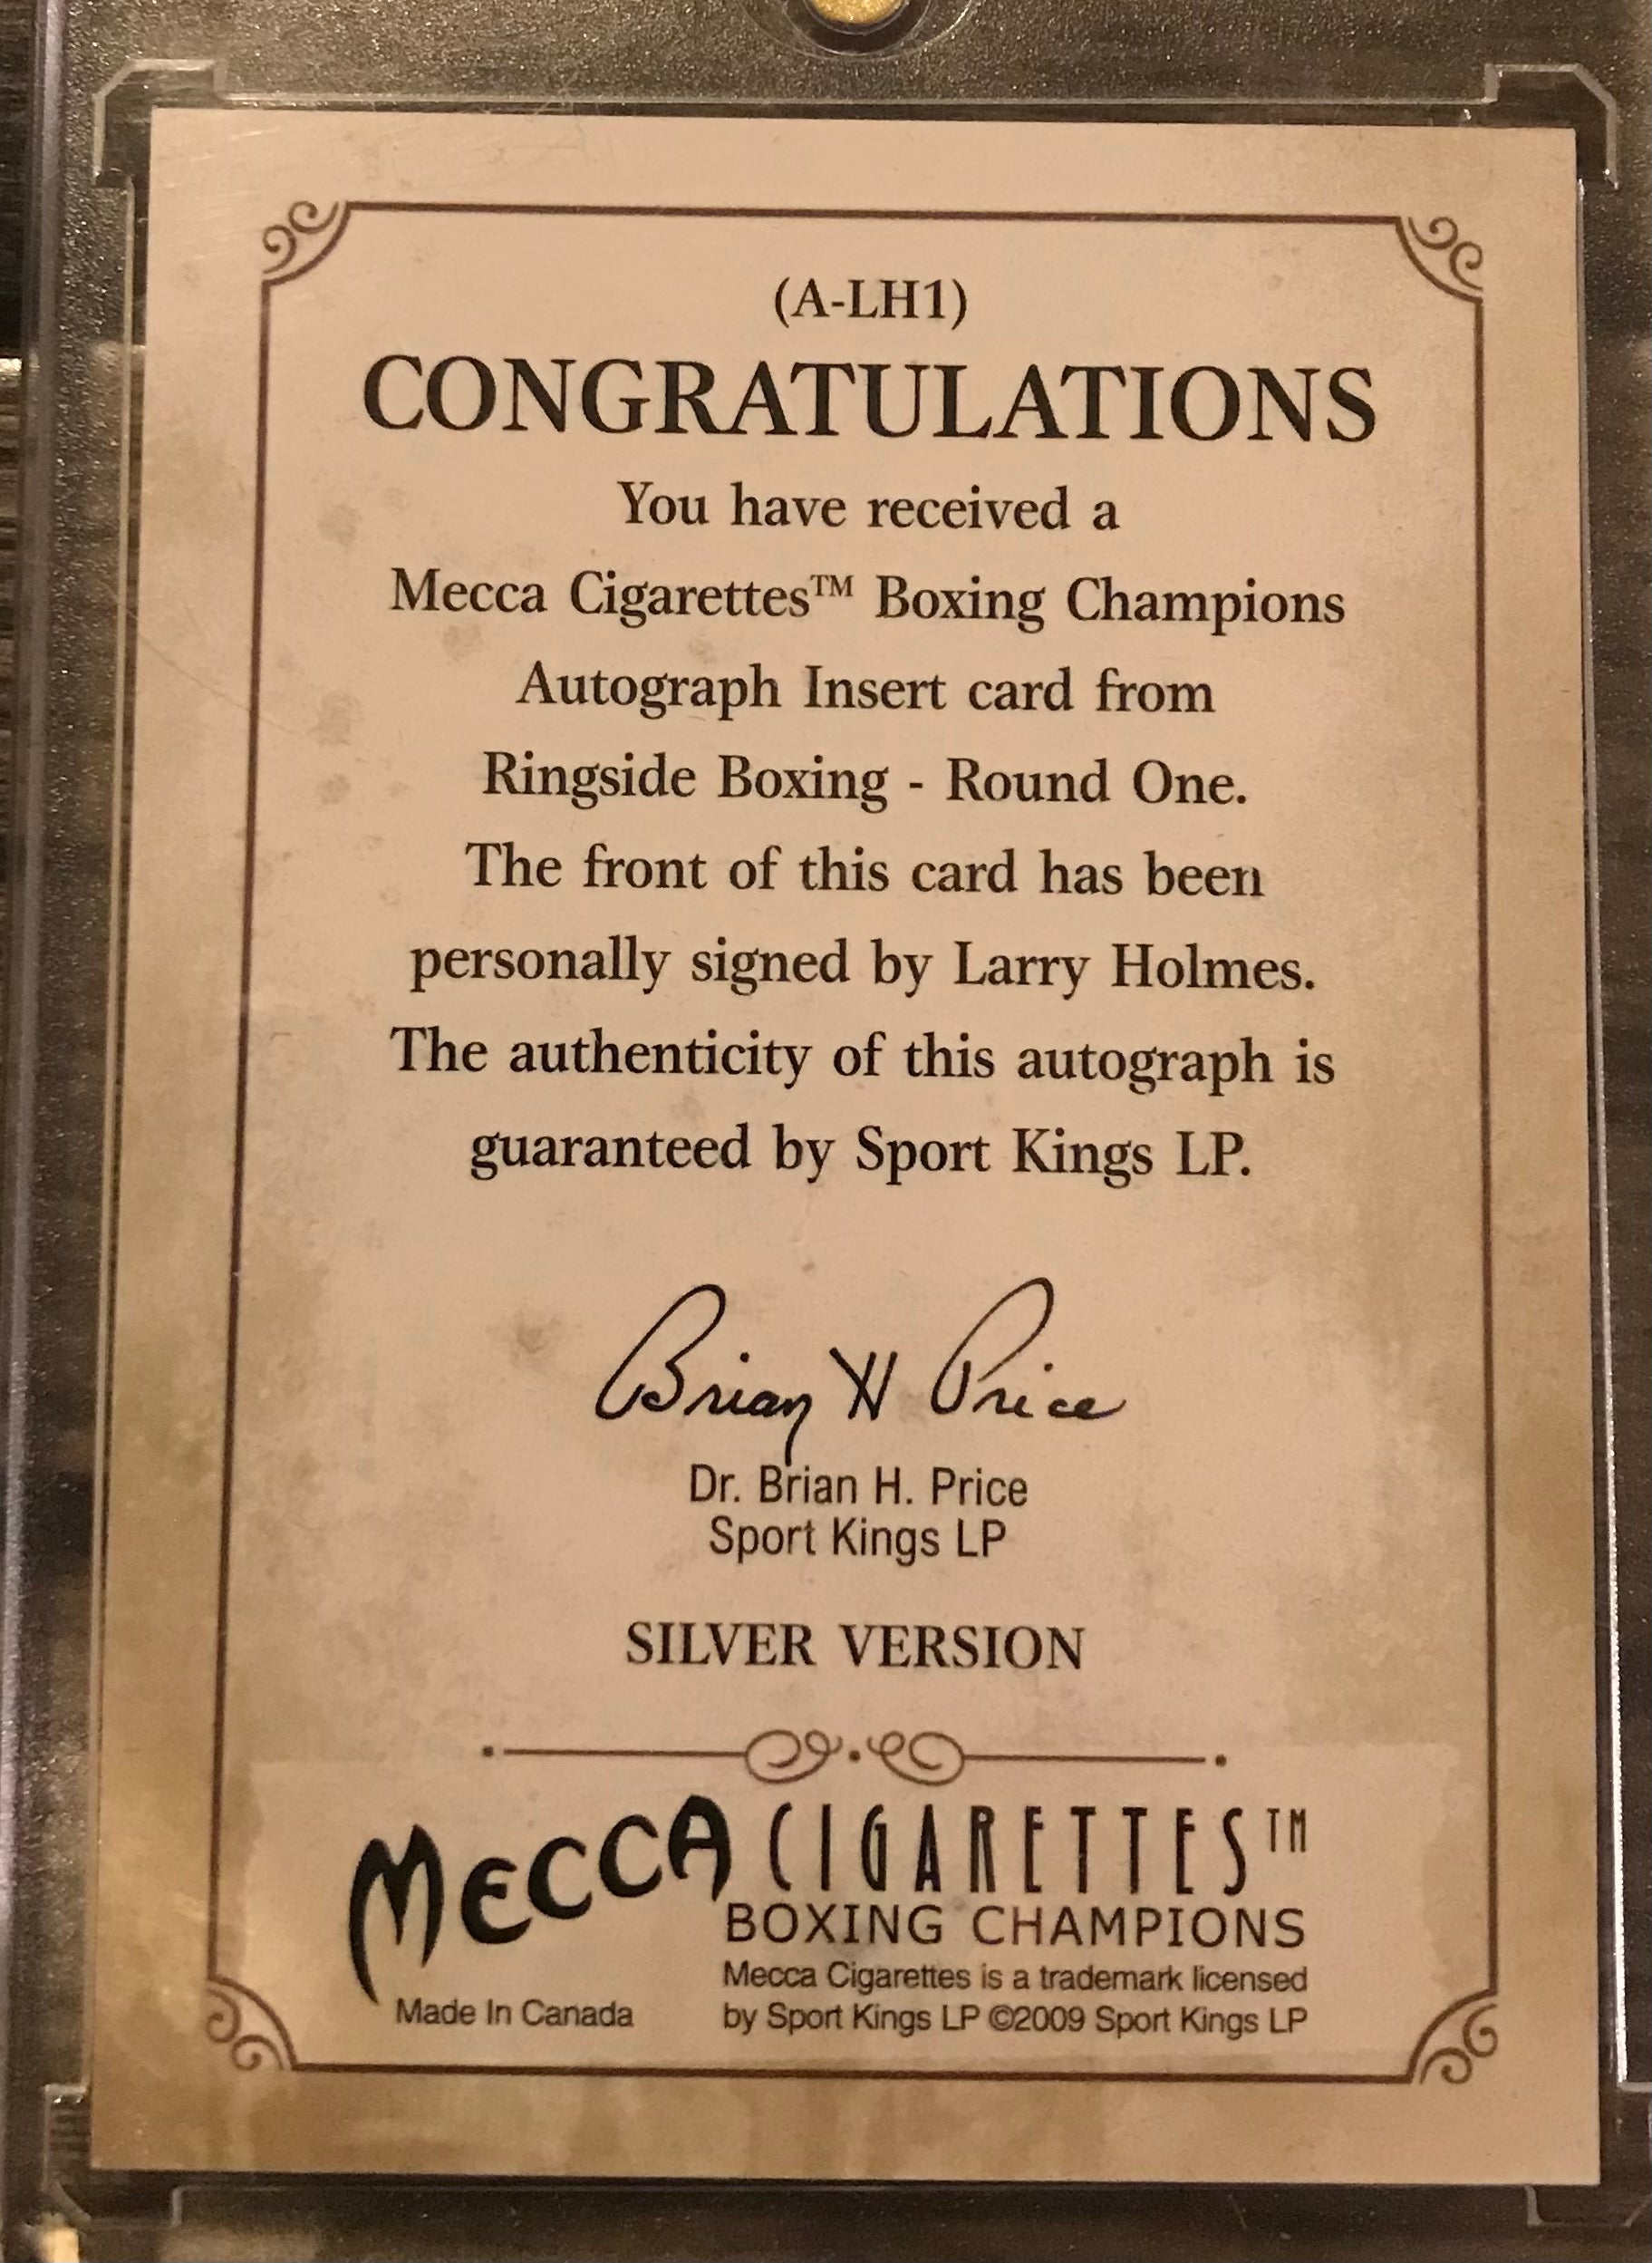 (A-LH1)
CONGRATULATIONS
You have received a
Mecca Cigarettes™ Boxing Champions
Autograph Insert card from
Ringside Boxing - Round One.
The front of this card has been
personally signed by Larry Holmes.
The authenticity of this autograph is
guaranteed by Sport Kings LP.
Brian H Price
Dr. Brian H. Price
Sport Kings LP
SILVER VERSION
MECCA CIGARETTES™
BOXING CHAMPIONS
Mecca Cigarettes is a trademark licensed
Made In Canada by Sport Kings LP ©2009 Sport Kings LP